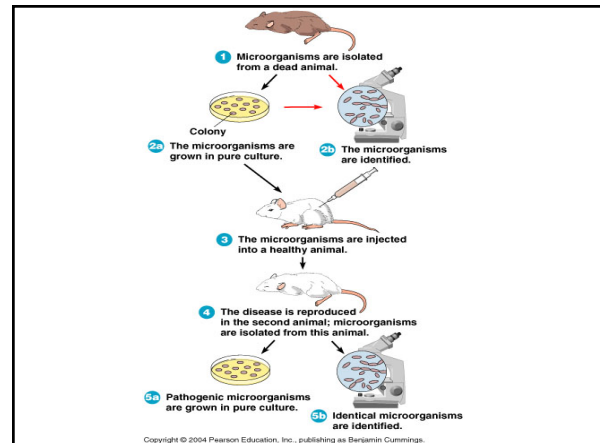 1 Microorganisms are isolated
from a dead animal.
Colony
2a The microorganisms are
grown in pure culture.
2b The microorganisms
are identified.
3 The microorganisms are injected
into a healthy animal.
4 The disease is reproduced
in the second animal; microorganisms
are isolated from this animal.
5a Pathogenic microorganisms
are grown in pure culture.
5b Identical microorganisms
are identified.
Copyright © 2004 Pearson Education, Inc., publishing as Benjamin Cummings.